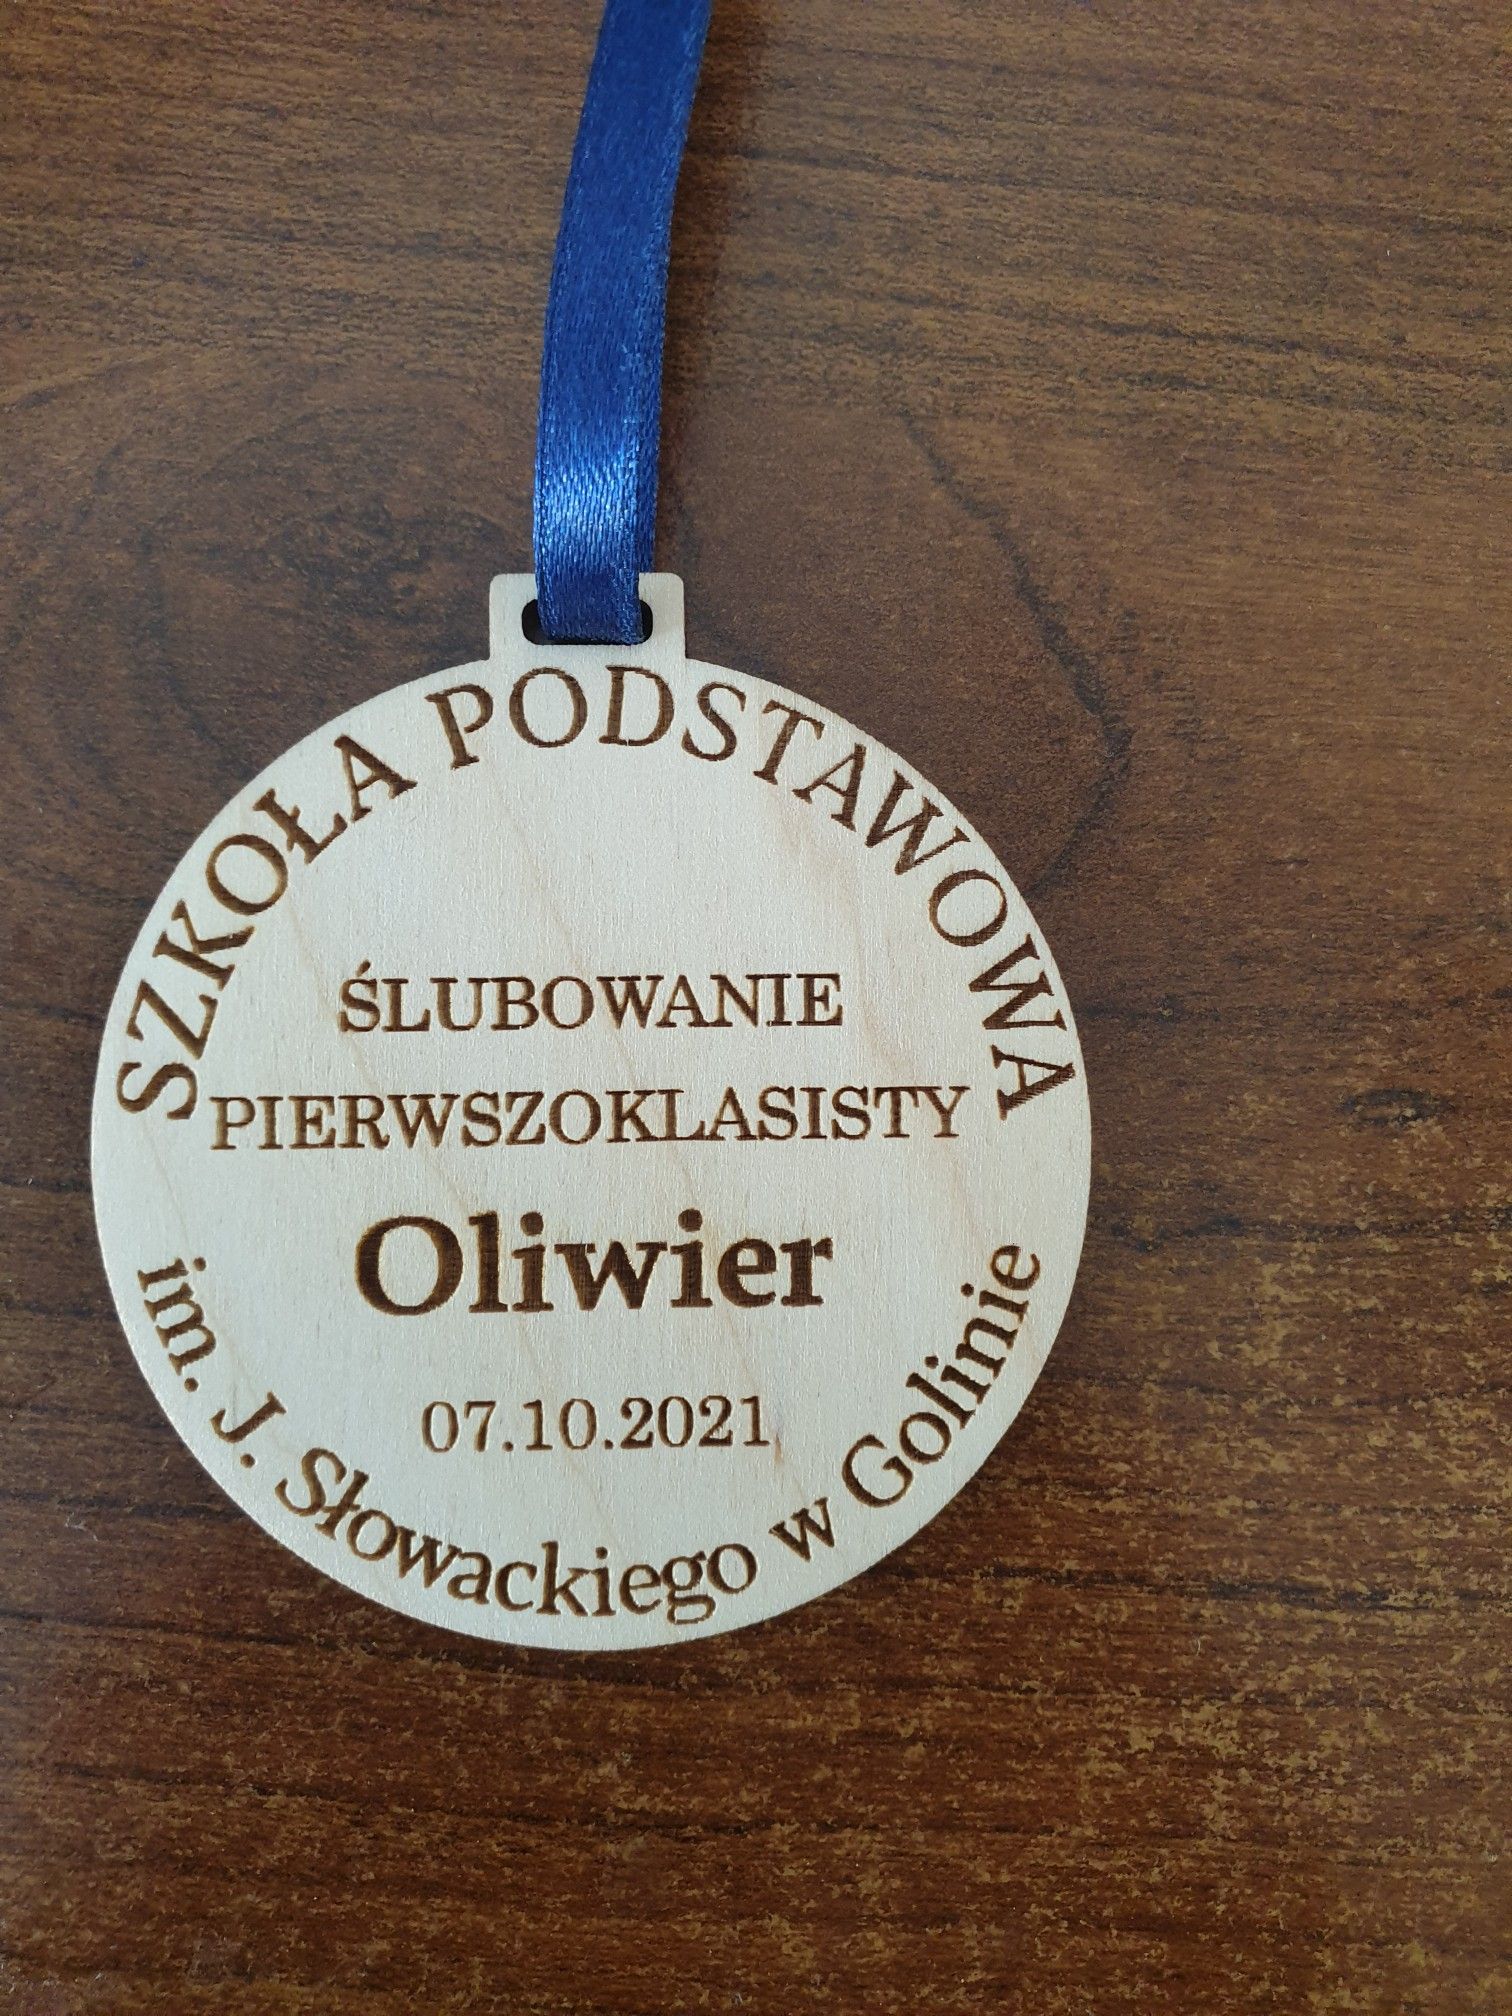 SZKOŁA PODSTAWOWA
ŚLUBOWANIE
PIERWSZOKLASISTY
Oliwier
07.10.2021
im. J. Słowackiego w Golinie